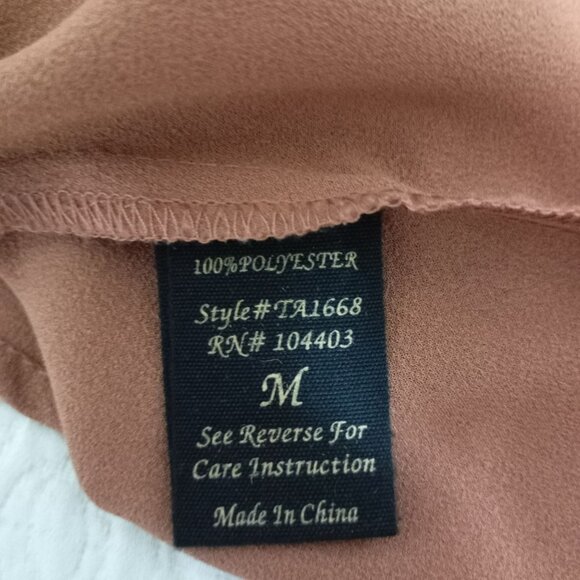 100%POLYESTER
Style# TA1668
RN# 104403
M
See Reverse For
Care Instruction
Made In China